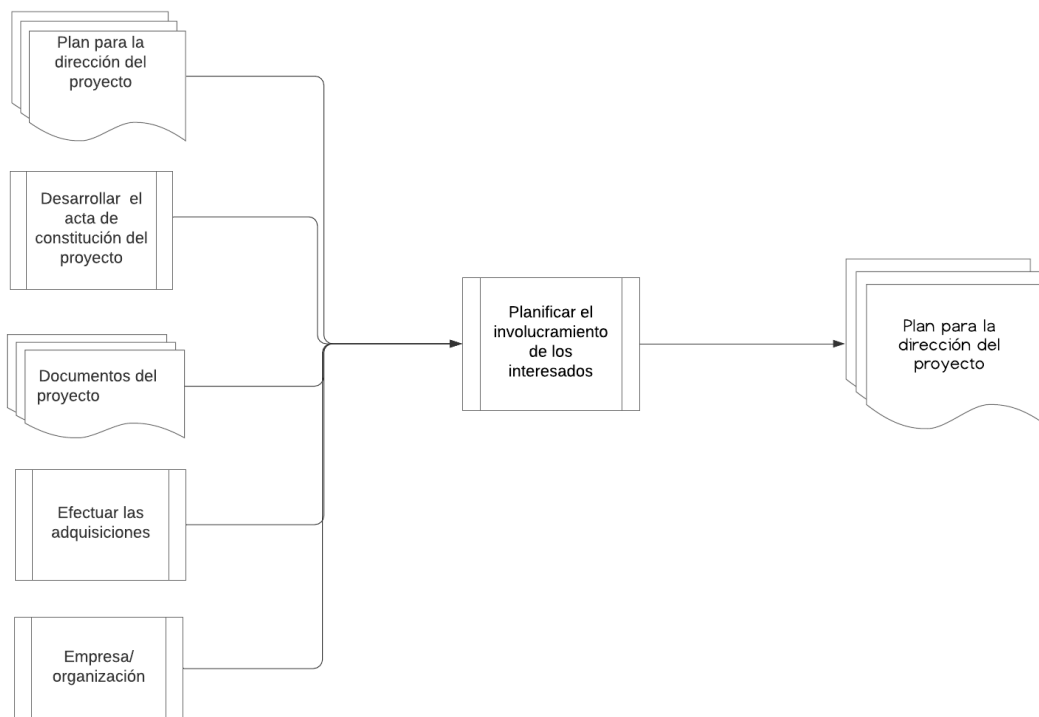 Plan para la
dirección del
proyecto
Desarrollar el
acta de
constitución del
proyecto
Documentos del
proyecto
Efectuar las
adquisiciones
Empresa/
organización
Planificar el
involucramiento
de los
interesados
Plan para la
dirección del
proyecto